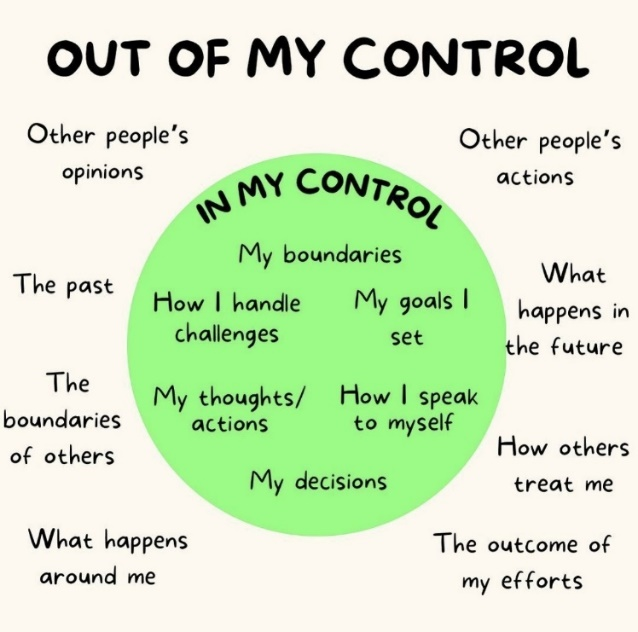 OUT OF MY CONTROL
Other people's
opinions
Other people's
actions
IN MY CONTROL
My boundaries
The past
How I handle
challenges
My goals I
set
What
happens in
the future
The
boundaries
of others
My thoughts/
actions
How I speak
to myself
My decisions
How others
treat me
What happens
around me
The outcome of
my efforts